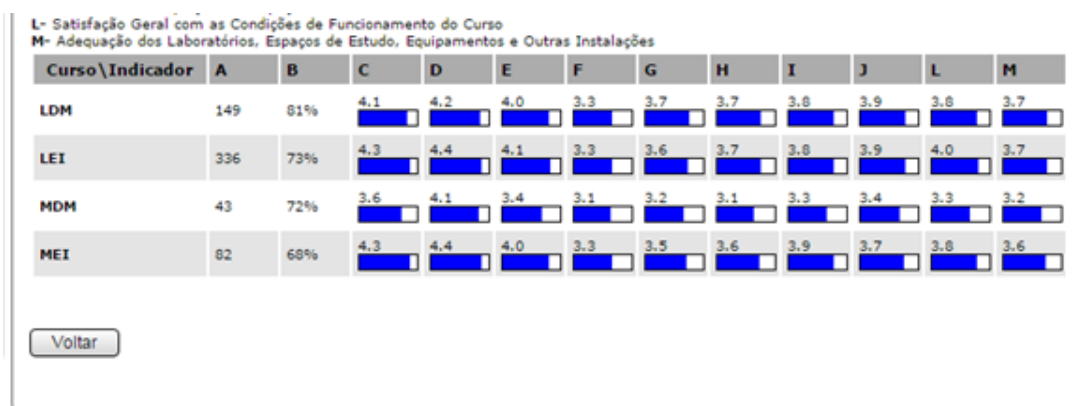 L- Satisfação Geral com as Condições de Funcionamento do Curso
M- Adequação dos Laboratórios, Espaços de Estudo, Equipamentos e Outras Instalações
Curso\Indicador A B C D E F G H I J L M
LDM 149 81% 4.1 4.2 4.0 3.3 3.7 3.7 3.8 3.9 3.8 3.7
LEI 336 73% 4.3 4.4 4.1 3.3 3.6 3.7 3.8 3.9 4.0 3.7
MDM 43 72% 3.6 4.1 3.4 3.1 3.2 3.1 3.3 3.4 3.3 3.2
MEI 82 68% 4.3 4.4 4.0 3.3 3.5 3.6 3.9 3.7 3.8 3.6
Voltar